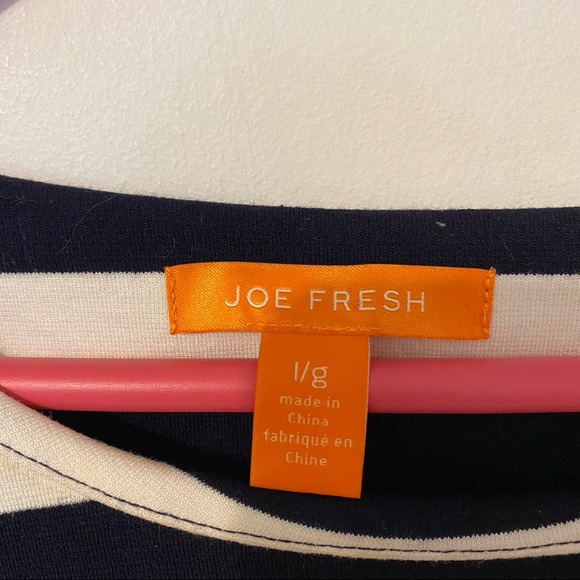 JOE FRESH
l/g
made in
China
fabriqué en
Chine